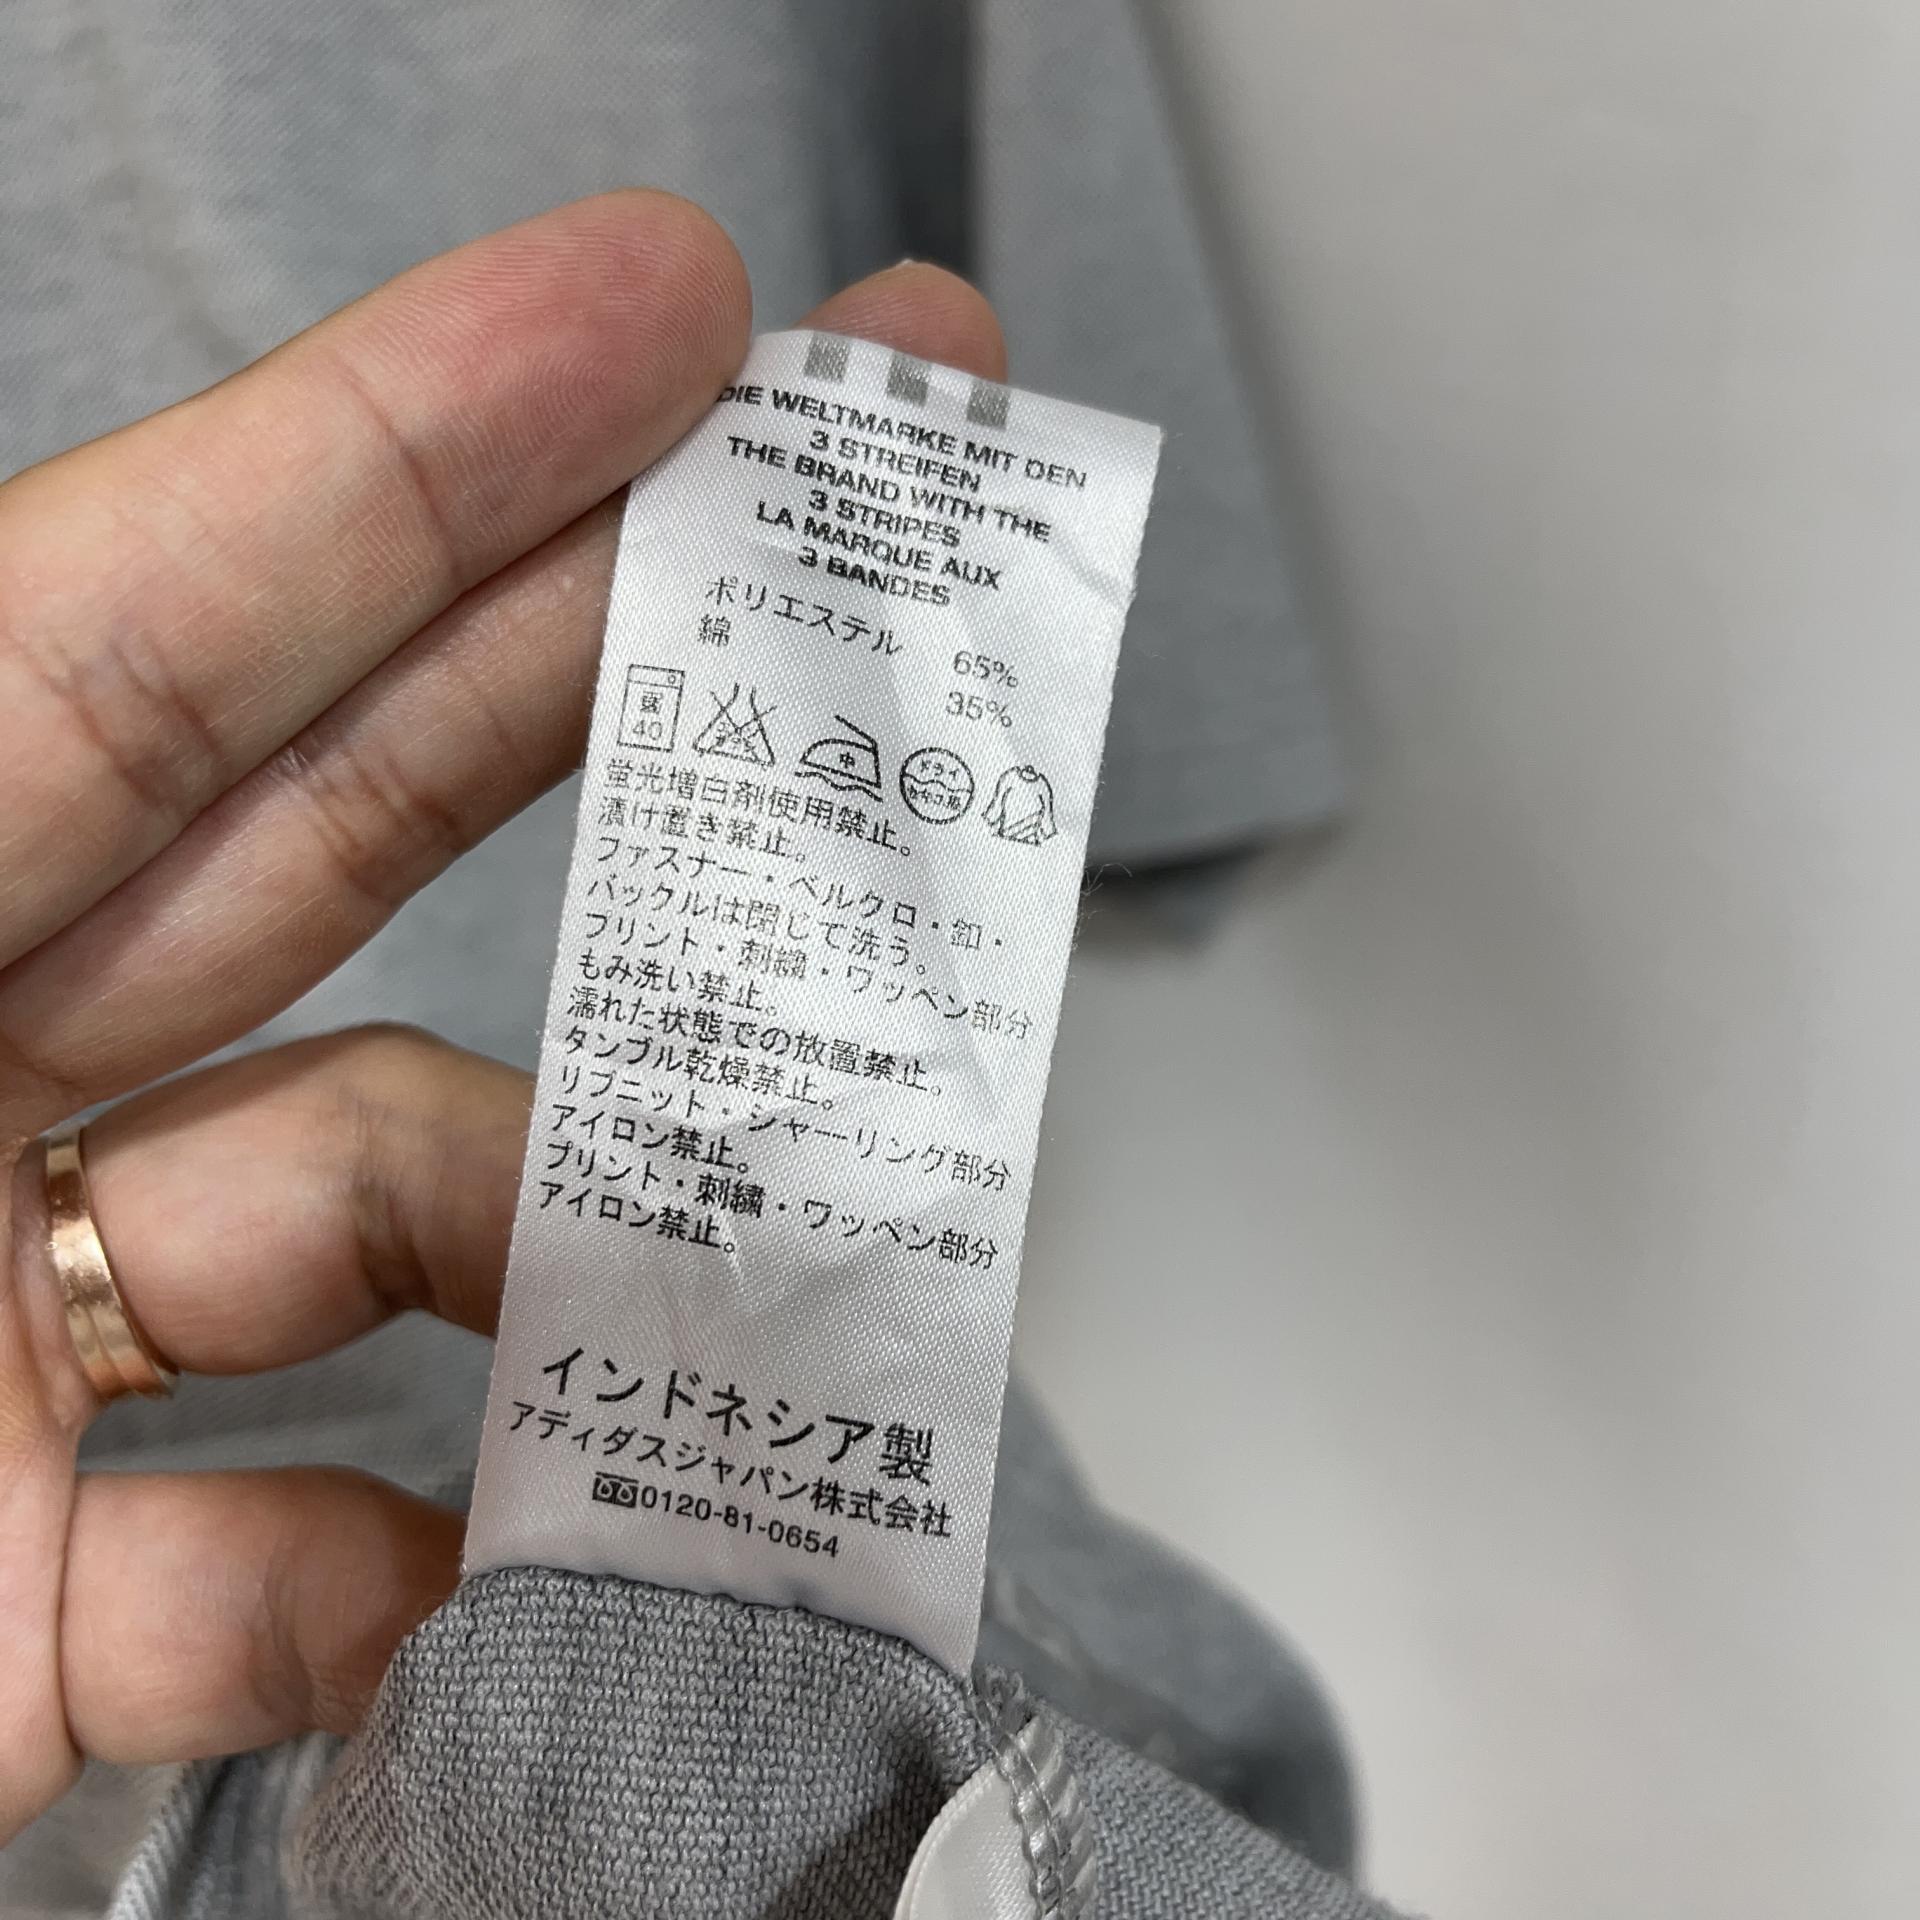 DIE WELTMARKE MIT DEN
3 STREIFEN
THE BRAND WITH THE
3 STRIPES
LA MARQUE AUX
3 BANDES
ポリエステル 65%
綿 35%
40 中 ドライ
蛍光増白剤使用禁止。
漬け置き禁止。
ファスナー・ベルクロ・釦・
バックルは閉じて洗う。
プリント・刺繍・ワッペン部分
もみ洗い禁止。
濡れた状態での放置禁止。
タンブル乾燥禁止。
リブニット・シャーリング部分
アイロン禁止。
プリント・刺繍・ワッペン部分
アイロン禁止。
インドネシア製
アディダスジャパン株式会社
0120-81-0654